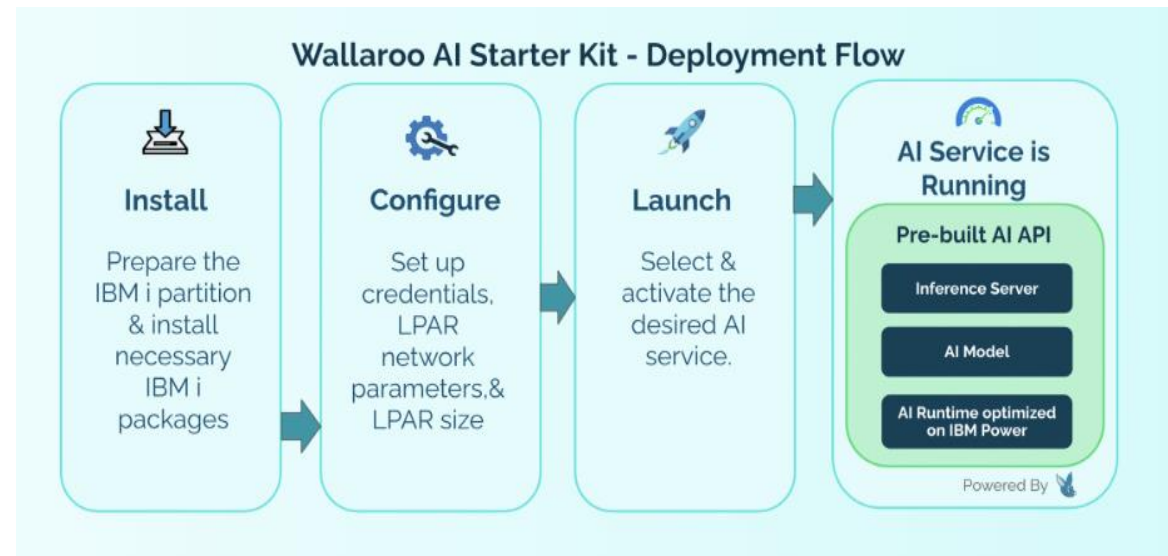 Wallaroo AI Starter Kit - Deployment Flow
Install
Prepare the
IBM i partition
& install
necessary
IBM i
packages
Configure
Set up
credentials,
LPAR
network
parameters,&
LPAR size
Launch
Select &
activate the
desired AI
service.
AI Service is
Running
Pre-built AI API
Inference Server
AI Model
AI Runtime optimized
on IBM Power
Powered By